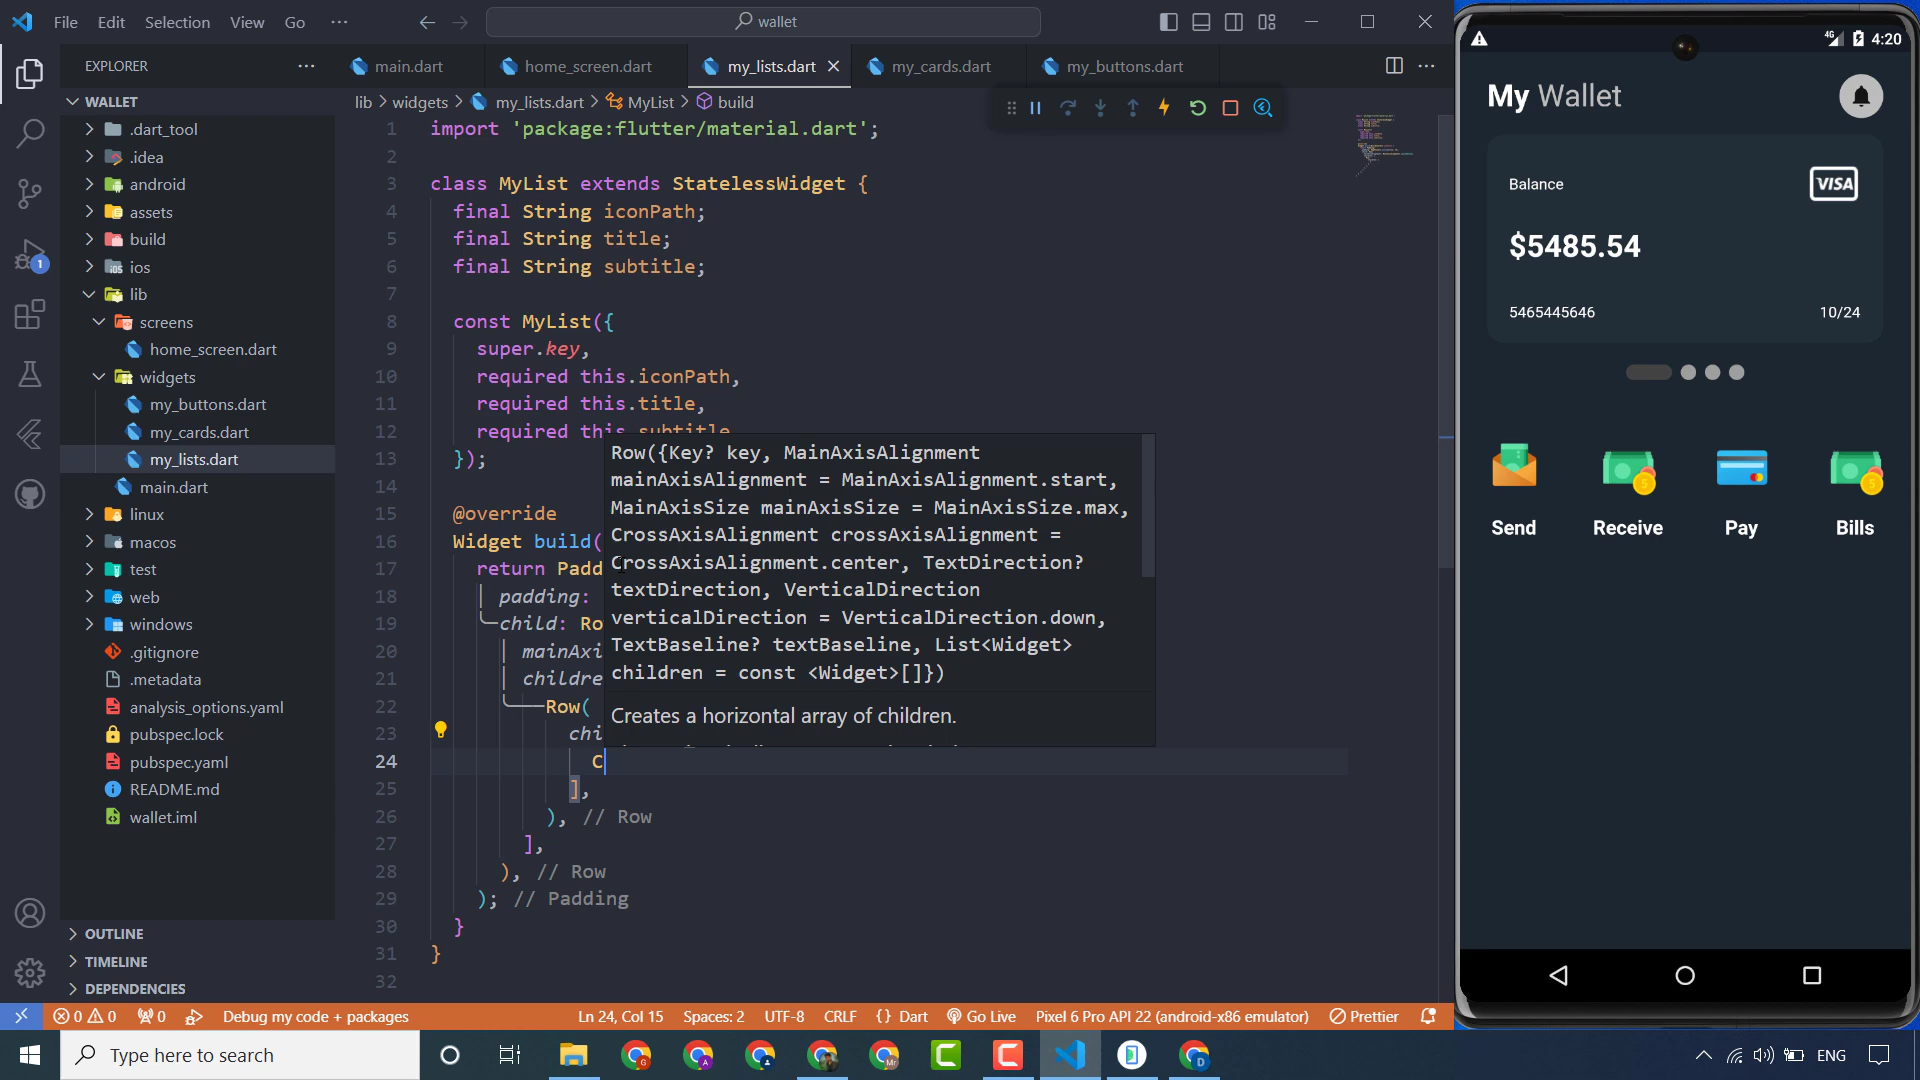 File Edit Selection View Go ···
wallet
EXPLORER
main.dart
home_screen.dart
my_lists.dart
my_cards.dart
my_buttons.dart
lib > widgets > my_lists.dart > MyList > build
WALLET
.dart_tool
.idea
android
assets
build
ios
lib
screens
home_screen.dart
widgets
my_buttons.dart
my_cards.dart
my_lists.dart
main.dart
linux
macos
test
web
windows
.gitignore
.metadata
analysis_options.yaml
pubspec.lock
pubspec.yaml
README.md
wallet.iml
OUTLINE
TIMELINE
DEPENDENCIES
1
1 import 'package:flutter/material.dart';
2
3 class MyList extends StatelessWidget {
4 final String iconPath;
5 final String title;
6 final String subtitle;
7
8 const MyList({
9 super.key,
10 required this.iconPath,
11 required this.title,
12 required this.subtitle
13 });
14
15 @override
16 Widget build(
17 return Padd
18 padding:
19 child: Ro
20 mainAxi
21 childre
22 Row(
23 chi
24 C
25 ],
26 ), // Row
27 ],
28 ), // Row
29 ); // Padding
30 }
31 }
32
Row({Key? key, MainAxisAlignment
mainAxisAlignment = MainAxisAlignment.start,
MainAxisSize mainAxisSize = MainAxisSize.max,
CrossAxisAlignment crossAxisAlignment =
CrossAxisAlignment.center, TextDirection?
textDirection, VerticalDirection
verticalDirection = VerticalDirection.down,
TextBaseline? textBaseline, List<Widget>
children = const <Widget>[]})
Creates a horizontal array of children.
0 0 0 Debug my code + packages
Ln 24, Col 15 Spaces: 2 UTF-8 CRLF {} Dart Go Live Pixel 6 Pro API 22 (android-x86 emulator) Prettier
Type here to search
ENG
4G 4:20
My Wallet
Balance
VISA
$5485.54
5465445646 10/24
Send Receive Pay Bills